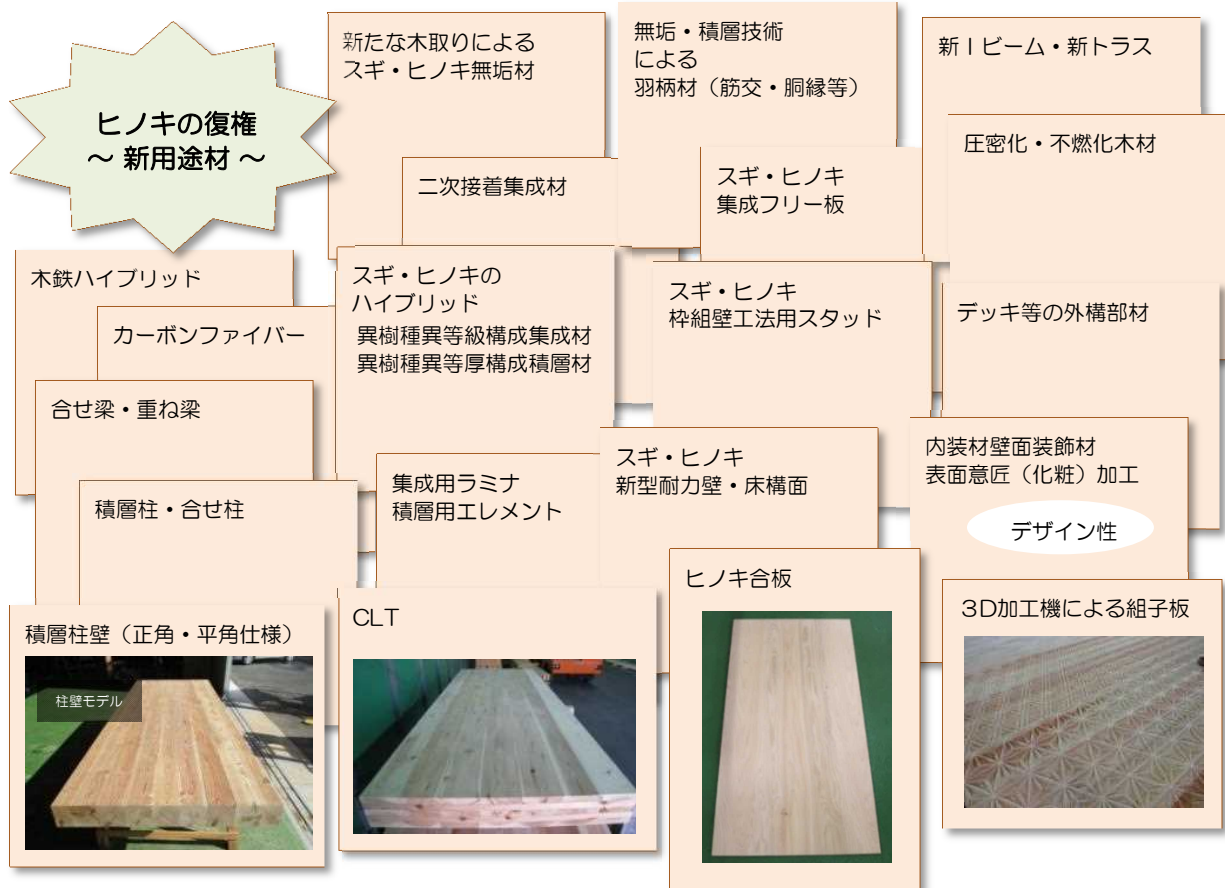 ヒノキの復権
～ 新用途材 ～
新たな木取りによる
スギ・ヒノキ無垢材
無垢・積層技術
による
羽柄材（筋交・胴縁等）
新Ｉビーム・新トラス
圧密化・不燃化木材
二次接着集成材
スギ・ヒノキ
集成フリー板
木鉄ハイブリッド
カーボンファイバー
スギ・ヒノキの
ハイブリッド
異樹種異等級構成集成材
異樹種異等厚構成積層材
スギ・ヒノキ
枠組壁工法用スタッド
デッキ等の外構部材
合せ梁・重ね梁
積層柱・合せ柱
集成用ラミナ
積層用エレメント
スギ・ヒノキ
新型耐力壁・床構面
内装材壁面装飾材
表面意匠（化粧）加工
デザイン性
積層柱壁（正角・平角仕様）
柱壁モデル
CLT
ヒノキ合板
３D加工機による組子板